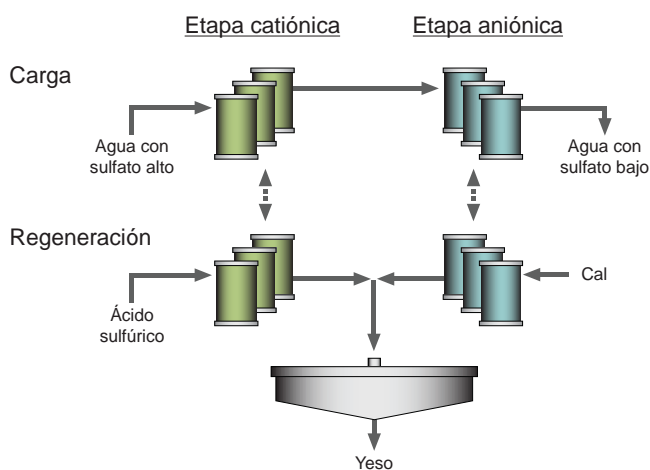 Etapa catiónica
Etapa aniónica
Carga
Agua con
sulfato alto
Agua con
sulfato bajo
Regeneración
Ácido
sulfúrico
Cal
Yeso